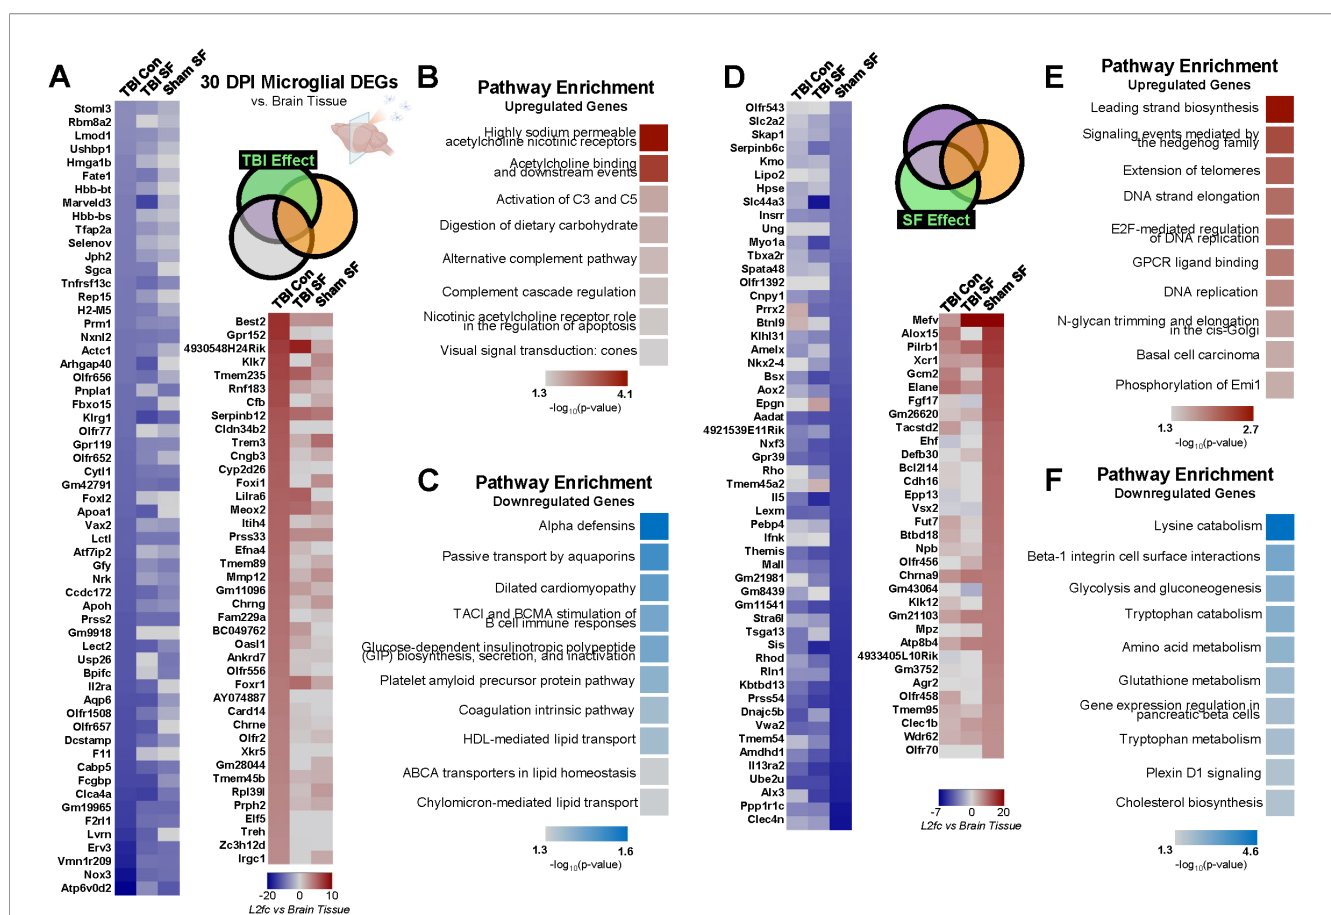 A
TBI Con
TBI SF
Sham SF
Stoml3
Rbm8a2
Lmod1
Ushbp1
Hmga1b
Fate1
Hbb-bt
Marveld3
Hbb-bs
Tfap2a
Selenov
Jph2
Sgca
Tnfrsf13c
Rep15
H2-M5
Prm1
Nxnl2
Actc1
Arhgap40
Olfr656
Pnpla1
Fbxo15
Klrg1
Olfr77
Gpr119
Olfr652
Cytl1
Gm42791
Foxl2
Apoa1
Vax2
Lctl
Atf7ip2
Gfy
Nrk
Ccdc172
Apoh
Prss2
Gm9918
Lect2
Usp26
Bpifc
Il2ra
Aqp6
Olfr1508
Olfr657
Dcstamp
F11
Cabp5
Fcgbp
Clca4a
Gm19965
F2rl1
Lvrn
Erv3
Vmn1r209
Nox3
Atp6v0d2
30 DPI Microglial DEGs
vs. Brain Tissue
TBI Effect
TBI Con
TBI SF
Sham SF
Best2
Gpr152
4930548H24Rik
Klk7
Tmem235
Rnf183
Cfb
Serpinb12
Cldn34b2
Trem3
Cngb3
Cyp2d26
Foxi1
Lilra6
Meox2
Itih4
Prss33
Efna4
Tmem89
Mmp12
Gm11096
Chrng
Fam229a
BC049762
Oasl1
Ankrd7
Olfr556
Foxr1
AY074887
Card14
Chrne
Olfr2
Xkr5
Gm28044
Tmem45b
Rpl39l
Prph2
Elf5
Treh
Zc3h12d
Irgc1
-20 0 10
L2fc vs Brain Tissue
B
Pathway Enrichment
Upregulated Genes
Highly sodium permeable
acetylcholine nicotinic receptors
Acetylcholine binding
and downstream events
Activation of C3 and C5
Digestion of dietary carbohydrate
Alternative complement pathway
Complement cascade regulation
Nicotinic acetylcholine receptor role
in the regulation of apoptosis
Visual signal transduction: cones
1.3 4.1
-log10(p-value)
C
Pathway Enrichment
Downregulated Genes
Alpha defensins
Passive transport by aquaporins
Dilated cardiomyopathy
TACI and BCMA stimulation of
B cell immune responses
Glucose-dependent insulinotropic polypeptide
(GIP) biosynthesis, secretion, and inactivation
Platelet amyloid precursor protein pathway
Coagulation intrinsic pathway
HDL-mediated lipid transport
ABCA transporters in lipid homeostasis
Chylomicron-mediated lipid transport
1.3 1.6
-log10(p-value)
D
TBI Con
TBI SF
Sham SF
Olfr543
Slc2a2
Skap1
Serpinb6c
Kmo
Lipo2
Hpse
Slc44a3
Insrr
Ung
Myo1a
Tbxa2r
Spata48
Olfr1392
Cnpy1
Prrx2
Btnl9
Klhl31
Amelx
Nkx2-4
Bsx
Aox2
Epgn
Aadat
4921539E11Rik
Nxf3
Gpr39
Rho
Tmem45a2
Il5
Lexm
Pebp4
Ifnk
Themis
Mall
Gm21981
Gm8439
Gm11541
Stra6l
Tsga13
Sis
Rhod
Rln1
Kbtbd13
Prss54
Dnajc5b
Vwa2
Tmem54
Amdhd1
Il13ra2
Ube2u
Alx3
Ppp1r1c
Clec4n
SF Effect
TBI Con
TBI SF
Sham SF
Mefv
Alox15
Pilrb1
Xcr1
Gcm2
Elane
Fgf17
Gm26620
Tacstd2
Ehf
Defb30
Bcl2l14
Cdh16
Epp13
Vsx2
Fut7
Btbd18
Npb
Olfr456
Chrna9
Gm43064
Klk12
Gm21103
Mpz
Atp8b4
4933405L10Rik
Gm3752
Agr2
Olfr458
Tmem95
Clec1b
Wdr62
Olfr70
-7 0 20
L2fc vs Brain Tissue
E
Pathway Enrichment
Upregulated Genes
Leading strand biosynthesis
Signaling events mediated by
the hedgehog family
Extension of telomeres
DNA strand elongation
E2F-mediated regulation
of DNA replication
GPCR ligand binding
DNA replication
N-glycan trimming and elongation
in the cis-Golgi
Basal cell carcinoma
Phosphorylation of Emi1
1.3 2.7
-log10(p-value)
F
Pathway Enrichment
Downregulated Genes
Lysine catabolism
Beta-1 integrin cell surface interactions
Glycolysis and gluconeogenesis
Tryptophan catabolism
Amino acid metabolism
Glutathione metabolism
Gene expression regulation in
pancreatic beta cells
Tryptophan metabolism
Plexin D1 signaling
Cholesterol biosynthesis
1.3 4.6
-log10(p-value)